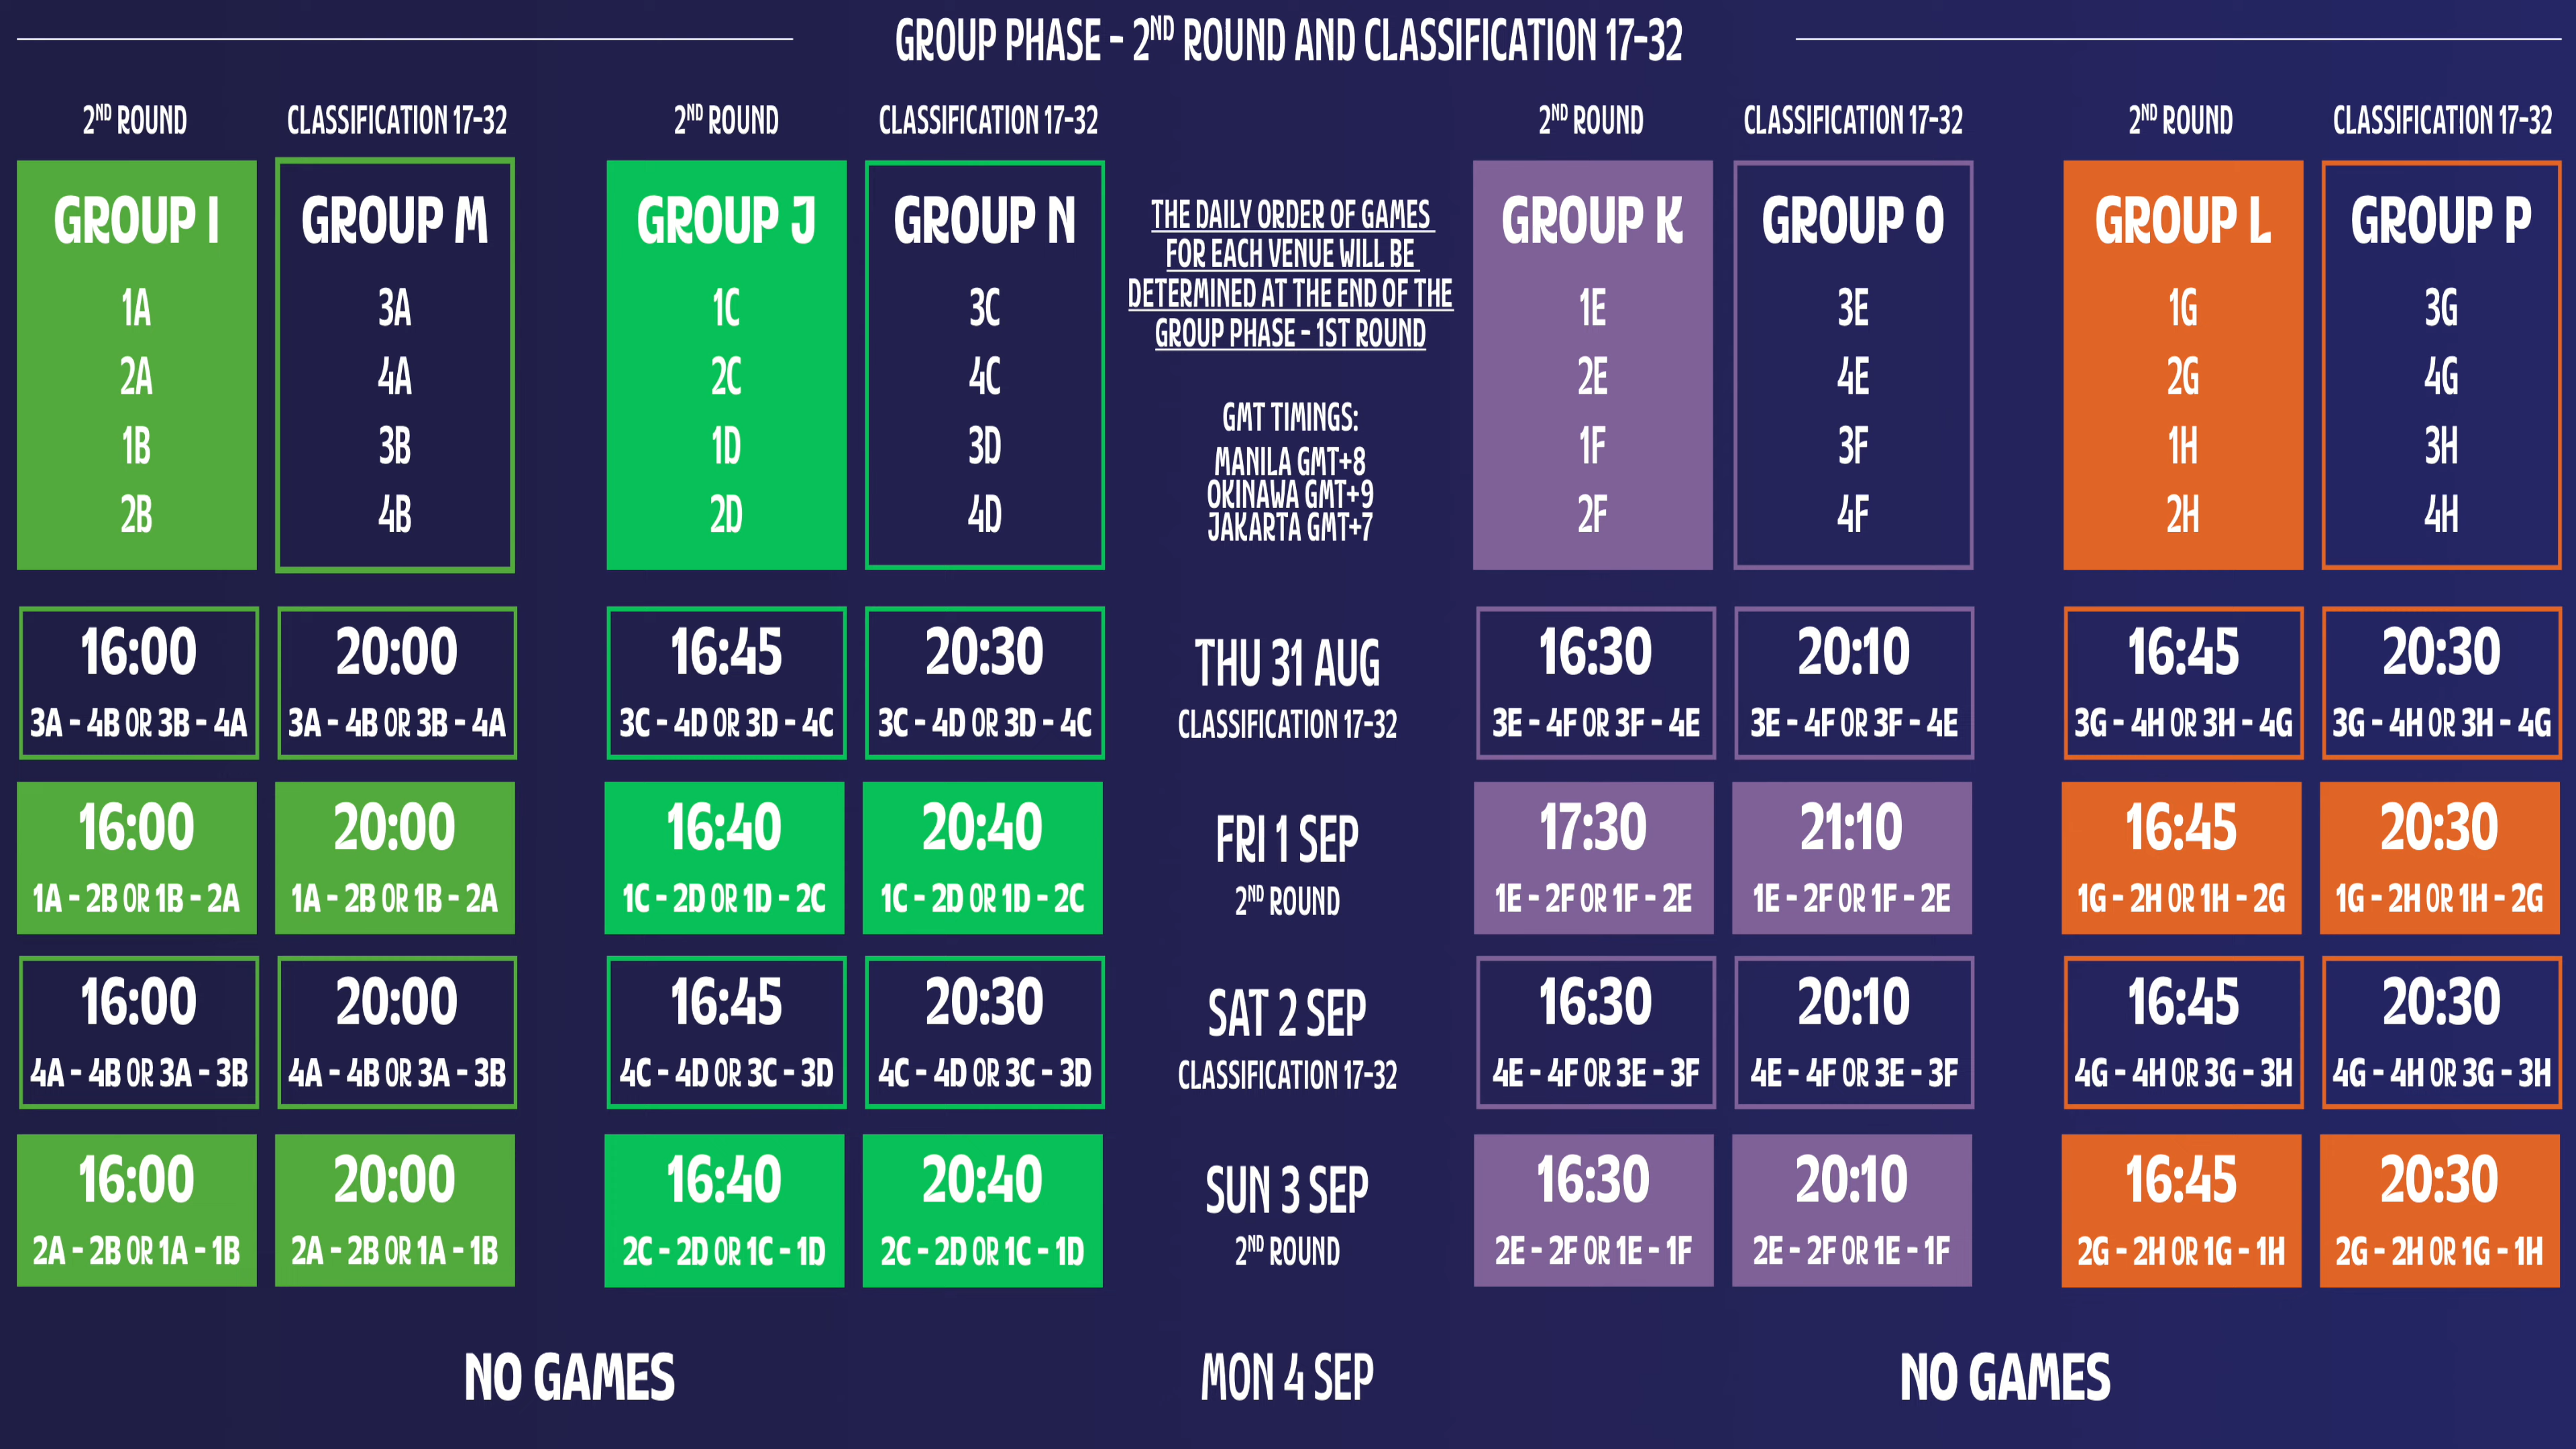 GROUP PHASE – 2ND ROUND AND CLASSIFICATION 17-32
2ND ROUND
CLASSIFICATION 17-32
2ND ROUND
CLASSIFICATION 17-32
2ND ROUND
CLASSIFICATION 17-32
2ND ROUND
CLASSIFICATION 17-32
GROUP I
1A
2A
1B
2B
GROUP M
3A
4A
3B
4B
GROUP J
1C
2C
1D
2D
GROUP N
3C
4C
3D
4D
THE DAILY ORDER OF GAMES
FOR EACH VENUE WILL BE
DETERMINED AT THE END OF THE
GROUP PHASE – 1ST ROUND
GMT TIMINGS:
MANILA GMT+8
OKINAWA GMT+9
JAKARTA GMT+7
GROUP K
1E
2E
1F
2F
GROUP O
3E
4E
3F
4F
GROUP L
1G
2G
1H
2H
GROUP P
3G
4G
3H
4H
16:00
3A – 4B OR 3B – 4A
20:00
3A – 4B OR 3B – 4A
16:45
3C – 4D OR 3D – 4C
20:30
3C – 4D OR 3D – 4C
THU 31 AUG
CLASSIFICATION 17-32
16:30
3E – 4F OR 3F – 4E
20:10
3E – 4F OR 3F – 4E
16:45
3G – 4H OR 3H – 4G
20:30
3G – 4H OR 3H – 4G
16:00
1A – 2B OR 1B – 2A
20:00
1A – 2B OR 1B – 2A
16:40
1C – 2D OR 1D – 2C
20:40
1C – 2D OR 1D – 2C
FRI 1 SEP
2ND ROUND
17:30
1E – 2F OR 1F – 2E
21:10
1E – 2F OR 1F – 2E
16:45
1G – 2H OR 1H – 2G
20:30
1G – 2H OR 1H – 2G
16:00
4A – 4B OR 3A – 3B
20:00
4A – 4B OR 3A – 3B
16:45
4C – 4D OR 3C – 3D
20:30
4C – 4D OR 3C – 3D
SAT 2 SEP
CLASSIFICATION 17-32
16:30
4E – 4F OR 3E – 3F
20:10
4E – 4F OR 3E – 3F
16:45
4G – 4H OR 3G – 3H
20:30
4G – 4H OR 3G – 3H
16:00
2A – 2B OR 1A – 1B
20:00
2A – 2B OR 1A – 1B
16:40
2C – 2D OR 1C – 1D
20:40
2C – 2D OR 1C – 1D
SUN 3 SEP
2ND ROUND
16:30
2E – 2F OR 1E – 1F
20:10
2E – 2F OR 1E – 1F
16:45
2G – 2H OR 1G – 1H
20:30
2G – 2H OR 1G – 1H
NO GAMES
MON 4 SEP
NO GAMES